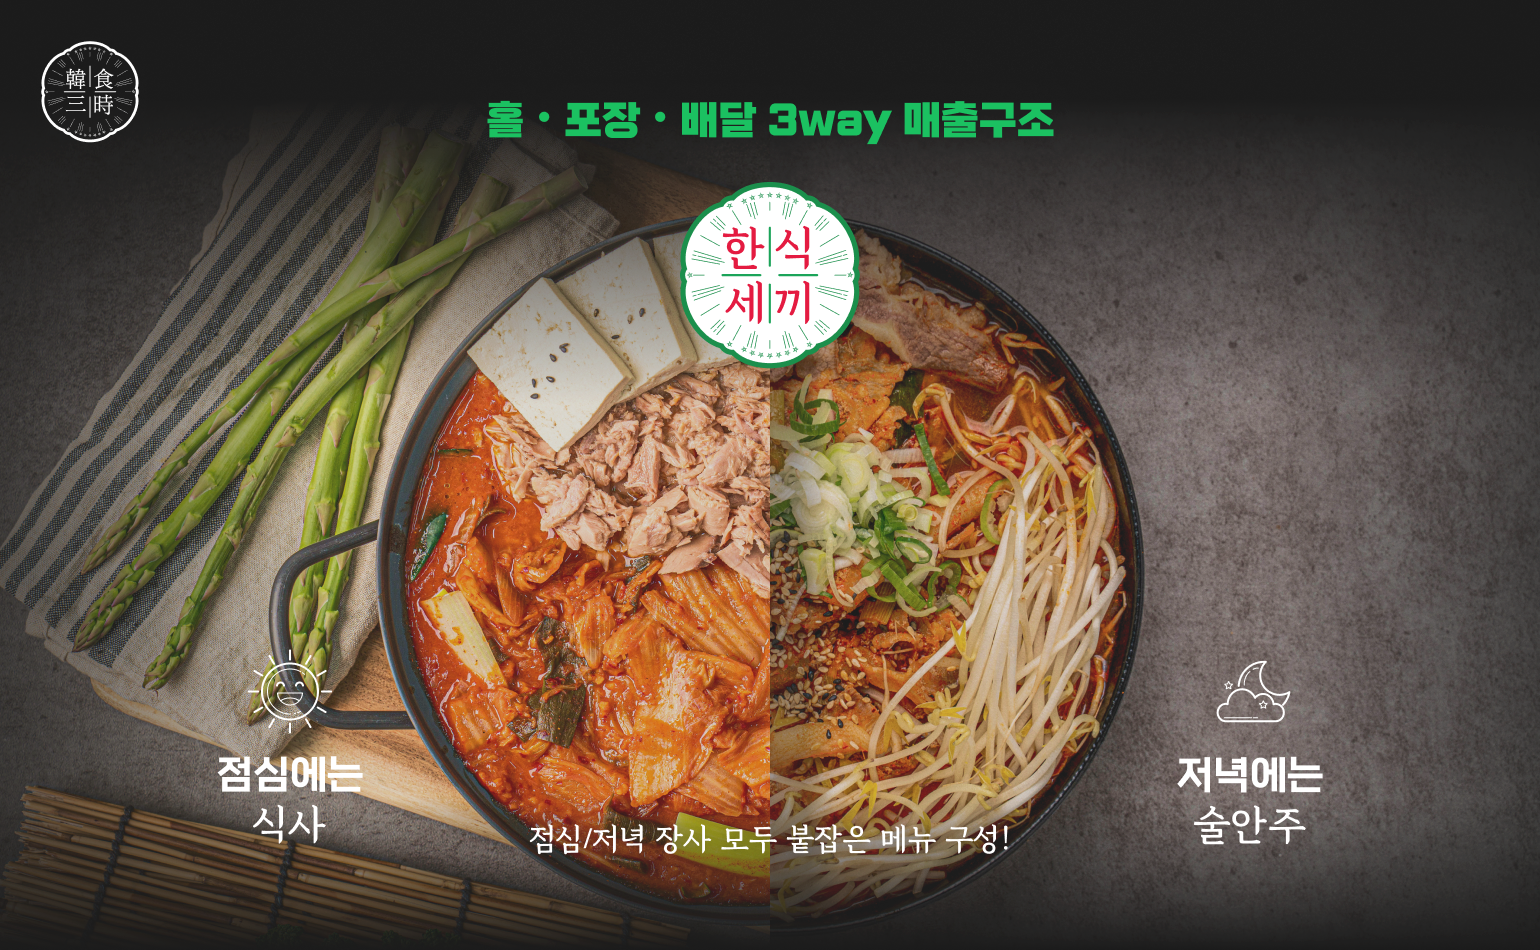 韓食
三時
홀 · 포장 · 배달 3way 매출구조
한식
세끼
점심에는
식사
저녁에는
술안주
점심/저녁 장사 모두 붙잡은 메뉴 구성!